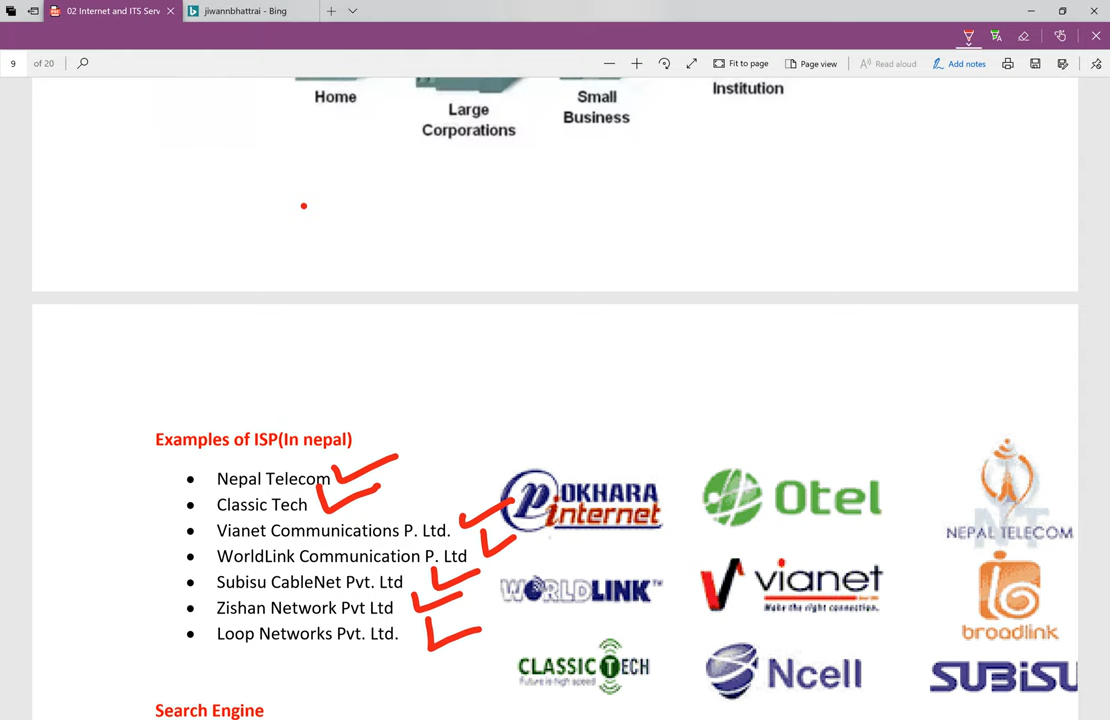 02 Internet and ITS Serv
jiwannbhattrai - Bing
9 of 20
Fit to page
Page view
Read aloud
Add notes
Home
Large
Corporations
Small
Business
Institution
Examples of ISP(In nepal)
Nepal Telecom
Classic Tech
Vianet Communications P. Ltd.
WorldLink Communication P. Ltd
Subisu CableNet Pvt. Ltd
Zishan Network Pvt Ltd
Loop Networks Pvt. Ltd.
POKHARA
internet
Otel
NEPAL TELECOM
WORLDLINK™
vianet
Make the right connection.
broadlink
CLASSIC TECH
Future is high speed
Ncell
SUBISU
Search Engine